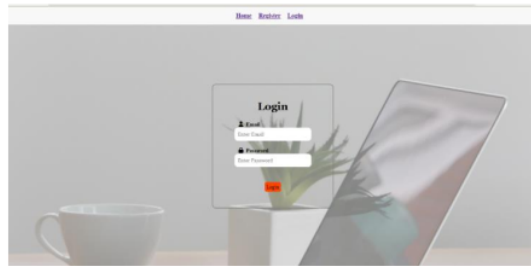 Home Register Login
Login
Email
Enter Email
Password
Enter Password
Login